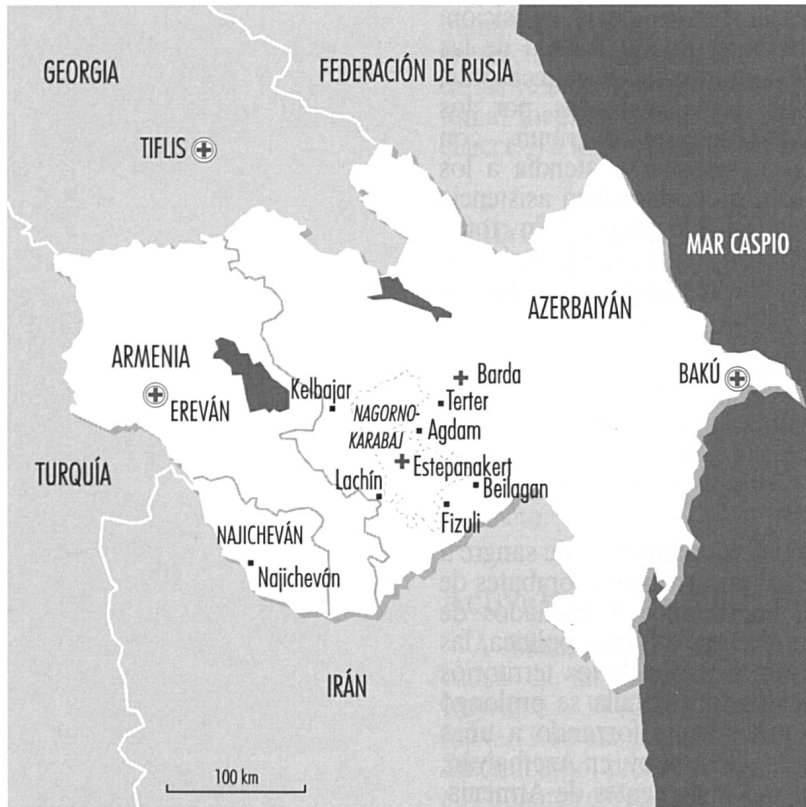 GEORGIA
FEDERACIÓN DE RUSIA
TIFLIS
MAR CASPIO
AZERBAIYÁN
ARMENIA
EREVÁN
Kelbajar
Barda
BAKÚ
NAGORNO-
KARABAJ
Terter
Agdam
TURQUÍA
Estepanakert
Lachín
Beilagan
Fizuli
NAJICHEVÁN
Najicheván
IRÁN
100 km